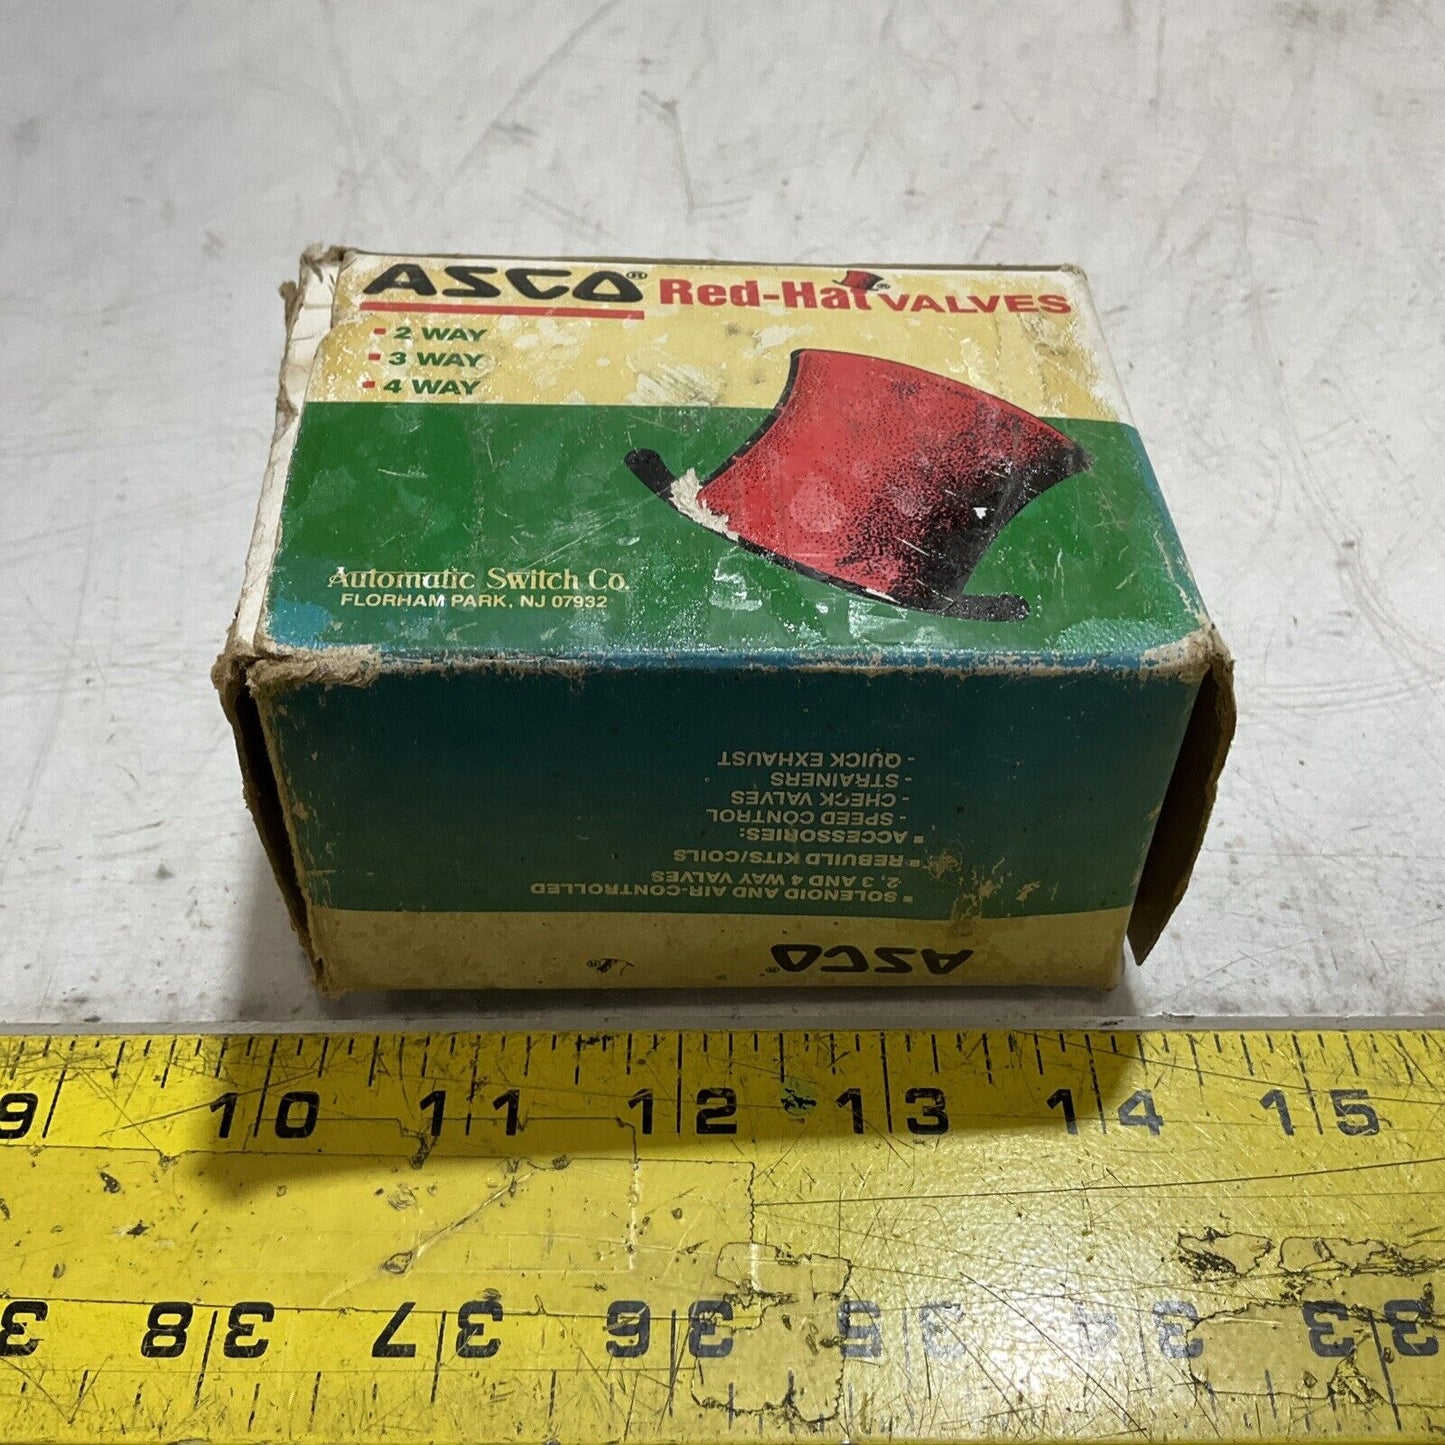 ASCO® Red-Hat® VALVES
▪ 2 WAY
▪ 3 WAY
▪ 4 WAY
Automatic Switch Co.
FLORHAM PARK, NJ 07932
ASCO®
▪ SOLENOID AND AIR-CONTROLLED
2, 3 AND 4 WAY VALVES
▪ REBUILD KITS/COILS
▪ ACCESSORIES:
- SPEED CONTROL
- CHECK VALVES
- STRAINERS
- QUICK EXHAUST
9 10 11 12 13 14 15
33 34 35 36 37 38 3